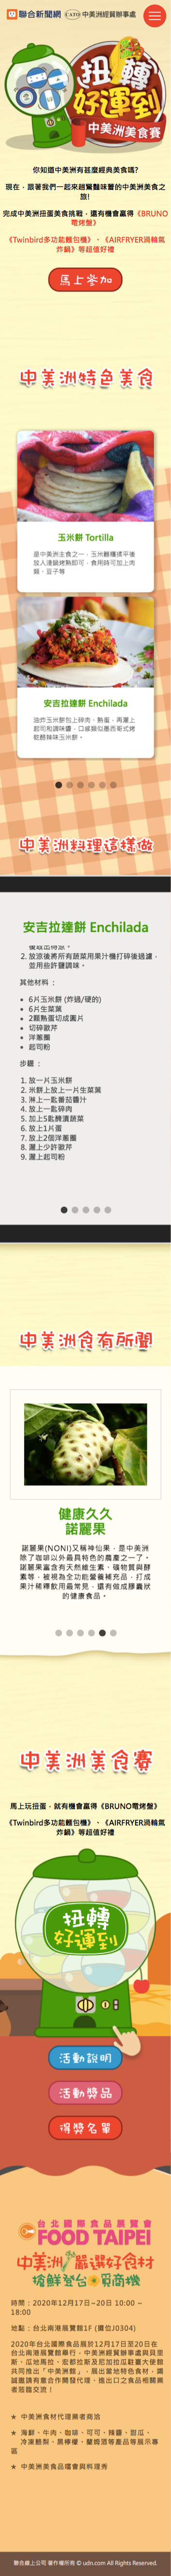 聯合新聞網 CATO 中美洲經貿辦事處
扭轉
好運到
中美洲美食賽
你知道中美洲有甚麼經典美食嗎?
現在，跟著我們一起來趟驚豔味蕾的中美洲美食之
旅!
完成中美洲扭蛋美食挑戰，還有機會贏得《BRUNO
電烤盤》
《Twinbird多功能麵包機》、《AIRFRYER渦輪氣
炸鍋》等超值好禮
馬上參加
中美洲特色美食
玉米餅 Tortilla
是中美洲主食之一，玉米麵糰揉平後
放入淺鍋烤熟即可，食用時可加上肉
類、豆子等
安吉拉達餅 Enchilada
油炸玉米餅包上碎肉、熟蛋，再灑上
起司和調味醬，口感類似墨西哥式烤
乾酪辣味玉米餅。
中美洲料理這樣做
安吉拉達餅 Enchilada
2. 放涼後將所有蔬菜用果汁機打碎後過濾，
並用些許鹽調味。
其他材料：
6片玉米餅 (炸過/硬的)
6片生菜葉
2顆熟蛋切成圓片
切碎歐芹
洋蔥圈
起司粉
步驟：
1. 放一片玉米餅
2. 米餅上放上一片生菜葉
3. 淋上一匙番茄醬汁
4. 放上一匙碎肉
5. 加上5匙醃漬蔬菜
6. 放上1片蛋
7. 放上2個洋蔥圈
8. 灑上少許歐芹
9. 灑上起司粉
中美洲食有所聞
健康久久
諾麗果
諾麗果(NONI)又稱神仙果，是中美洲
除了咖啡以外最具特色的農產之一了。
諾麗果富含有天然維生素、礦物質與酵
素等，被視為全功能營養補充品，打成
果汁稀釋飲用最常見，還有做成膠囊狀
的健康食品。
中美洲美食賽
馬上玩扭蛋，就有機會贏得《BRUNO電烤盤》
《Twinbird多功能麵包機》、《AIRFRYER渦輪氣
炸鍋》等超值好禮
扭轉
好運到
活動說明
活動獎品
得獎名單
台北國際食品展覽會
FOOD TAIPEI
中美洲嚴選好食材
搶鮮登台覓商機
時間：2020年12月17日~20日 10:00 ~
18:00
地點：台北南港展覽館1F (攤位J0304)
2020年台北國際食品展於12月17日至20日在
台北南港展覽館舉行，中美洲經貿辦事處與貝里
斯、瓜地馬拉、宏都拉斯及尼加拉瓜駐臺大使館
共同推出「中美洲館」，展出當地特色食材，竭
誠邀請有意合作開發代理、進出口之食品相關業
者蒞臨交流！
★ 中美洲食材代理業者商洽
★ 海鮮、牛肉、咖啡、可可、辣醬、甜瓜、
冷凍酪梨、黑檸檬、蘭姆酒等產品等展示專
區
★ 中美洲美食品嚐會與料理秀
聯合線上公司 著作權所有 © udn.com All Rights Reserved.